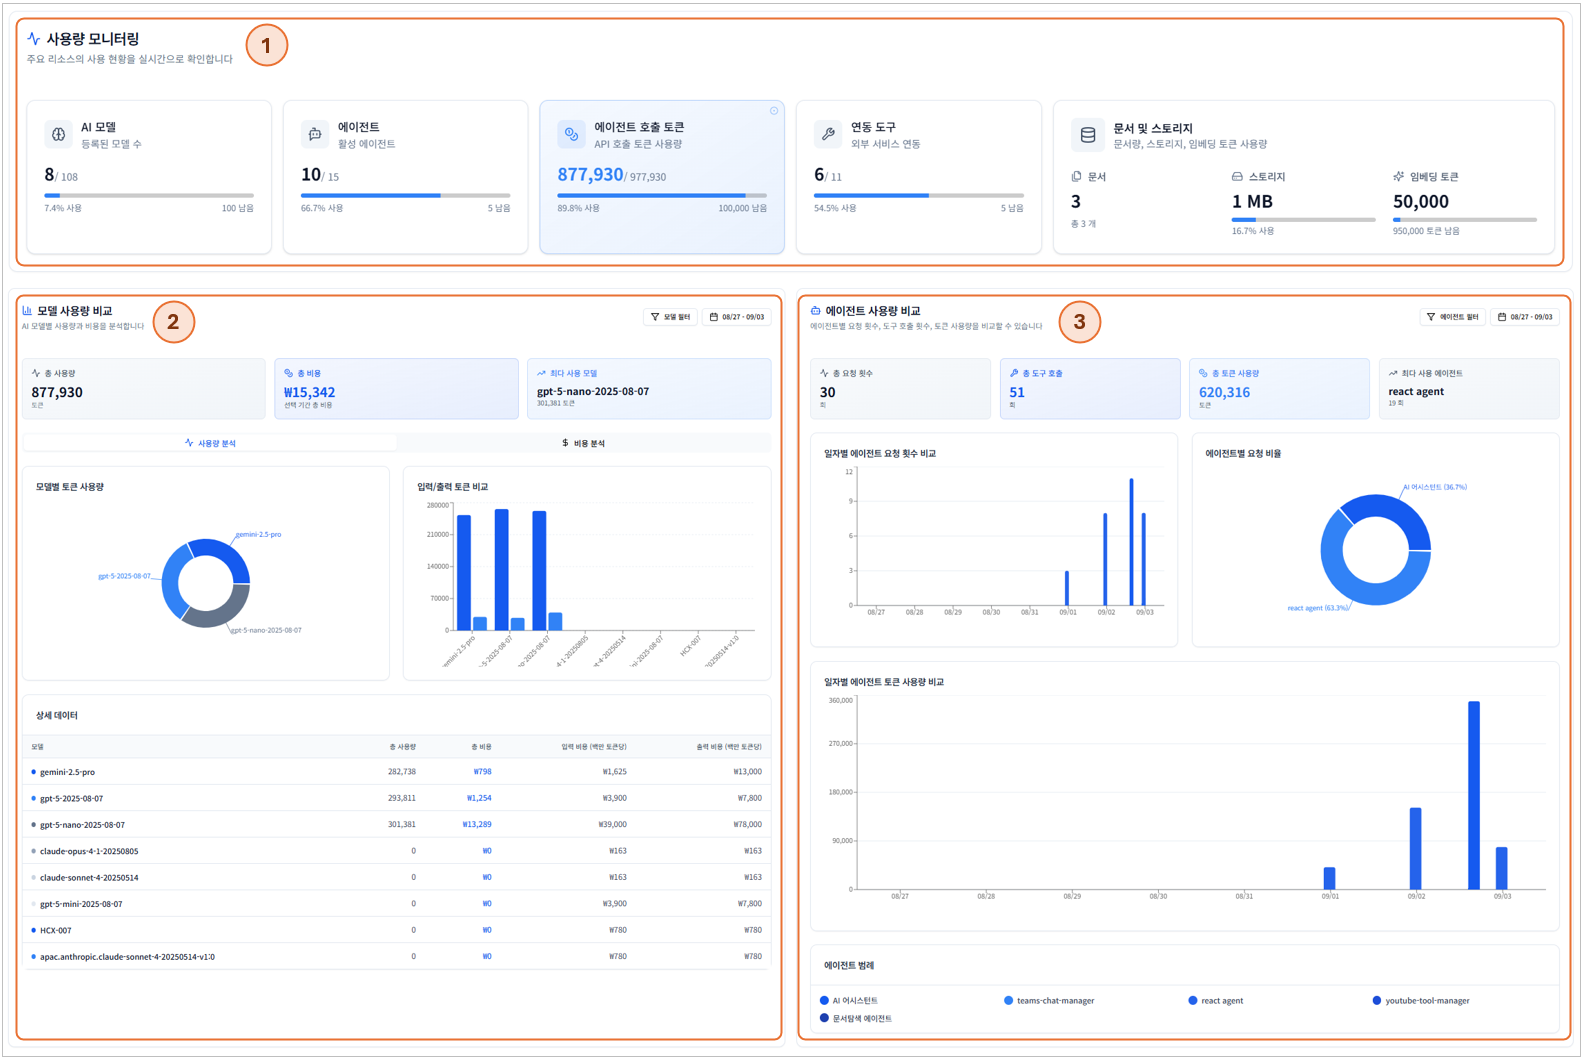 사용량 모니터링
1
주요 리소스의 사용 현황을 실시간으로 확인합니다
AI 모델
등록된 모델 수
8/ 108
7.4% 사용
100 남음
에이전트
활성 에이전트
10/ 15
66.7% 사용
5 남음
에이전트 호출 토큰
API 호출 토큰 사용량
877,930/ 977,930
89.8% 사용
100,000 남음
연동 도구
외부 서비스 연동
6/ 11
54.5% 사용
5 남음
문서 및 스토리지
문서량, 스토리지, 임베딩 토큰 사용량
문서
3
총 3 개
스토리지
1 MB
16.7% 사용
임베딩 토큰
50,000
950,000 토큰 남음
모델 사용량 비교
AI 모델별 사용량과 비용을 분석합니다
2
모델 필터
08/27 - 09/03
총 사용량
877,930
토큰
총 비용
₩15,342
선택 기간 총 비용
최다 사용 모델
gpt-5-nano-2025-08-07
301,381 토큰
사용량 분석
비용 분석
모델별 토큰 사용량
gemini-2.5-pro
gpt-5-2025-08-07
gpt-5-nano-2025-08-07
입력/출력 토큰 비교
280000
210000
140000
70000
0
emini-2.5-pro
-5-2025-08-07
no-2025-08-07
4-1-20250805
et-4-20250514
ni-2025-08-07
HCX-007
20250514-v1:0
상세 데이터
모델 총 사용량 총 비용 입력 비용 (백만 토큰당) 출력 비용 (백만 토큰당)
gemini-2.5-pro 282,738 ₩798 ₩1,625 ₩13,000
gpt-5-2025-08-07 293,811 ₩1,254 ₩3,900 ₩7,800
gpt-5-nano-2025-08-07 301,381 ₩13,289 ₩39,000 ₩78,000
claude-opus-4-1-20250805 0 ₩0 ₩163 ₩163
claude-sonnet-4-20250514 0 ₩0 ₩163 ₩163
gpt-5-mini-2025-08-07 0 ₩0 ₩3,900 ₩7,800
HCX-007 0 ₩0 ₩780 ₩780
apac.anthropic.claude-sonnet-4-20250514-v1:0 0 ₩0 ₩780 ₩780
에이전트 사용량 비교
에이전트별 요청 횟수, 도구 호출 횟수, 토큰 사용량을 비교할 수 있습니다
3
에이전트 필터
08/27 - 09/03
총 요청 횟수
30
회
총 도구 호출
51
회
총 토큰 사용량
620,316
토큰
최다 사용 에이전트
react agent
19 회
일자별 에이전트 요청 횟수 비교
12
9
6
3
0
08/27 08/28 08/29 08/30 08/31 09/01 09/02 09/03
에이전트별 요청 비율
AI 어시스턴트 (36.7%)
react agent (63.3%)
일자별 에이전트 토큰 사용량 비교
360,000
270,000
180,000
90,000
0
08/27 08/28 08/29 08/30 08/31 09/01 09/02 09/03
에이전트 범례
AI 어시스턴트
teams-chat-manager
react agent
youtube-tool-manager
문서탐색 에이전트